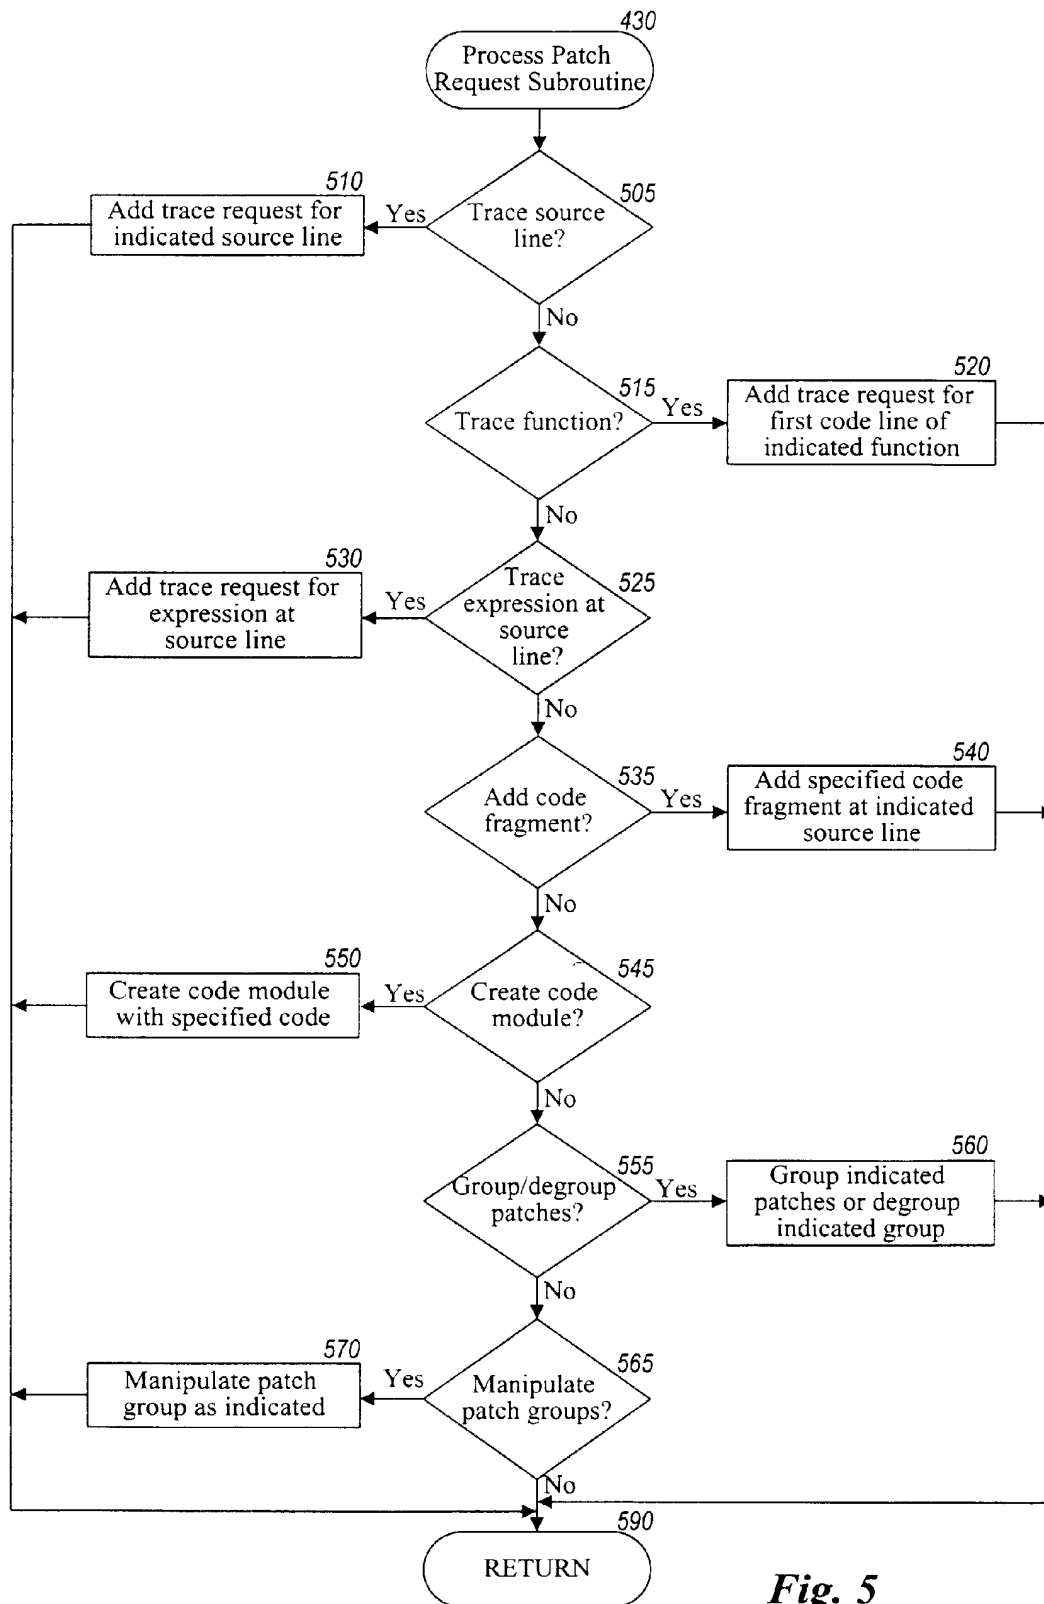 430
Process Patch
Request Subroutine
510
505
Add trace request for
indicated source line
Yes
Trace source
line?
No
520
515
Trace function?
Yes
Add trace request for
first code line of
indicated function
No
530
525
Add trace request for
expression at
source line
Yes
Trace
expression at
source
line?
No
540
535
Add code
fragment?
Yes
Add specified code
fragment at indicated
source line
No
550
545
Create code module
with specified code
Yes
Create code
module?
No
560
555
Group/degroup
patches?
Yes
Group indicated
patches or degroup
indicated group
No
570
565
Manipulate patch
group as indicated
Yes
Manipulate
patch groups?
No
590
RETURN
Fig. 5